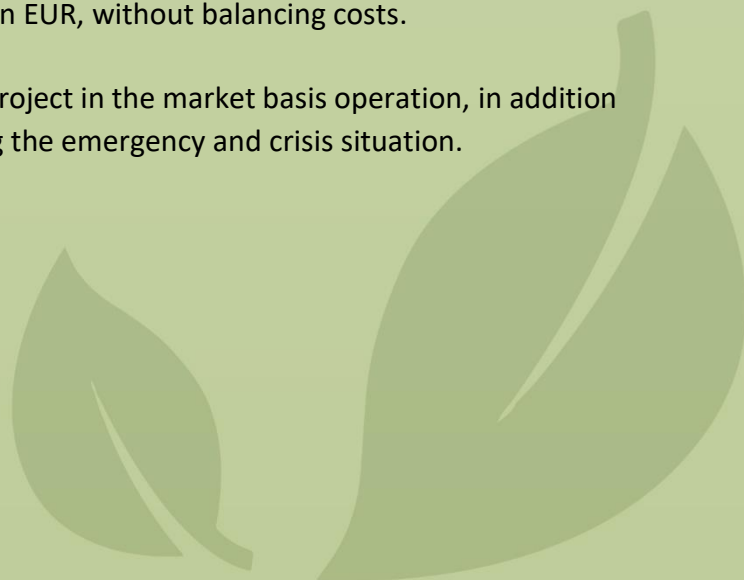 n EUR, without balancing costs.
roject in the market basis operation, in addition
g the emergency and crisis situation.